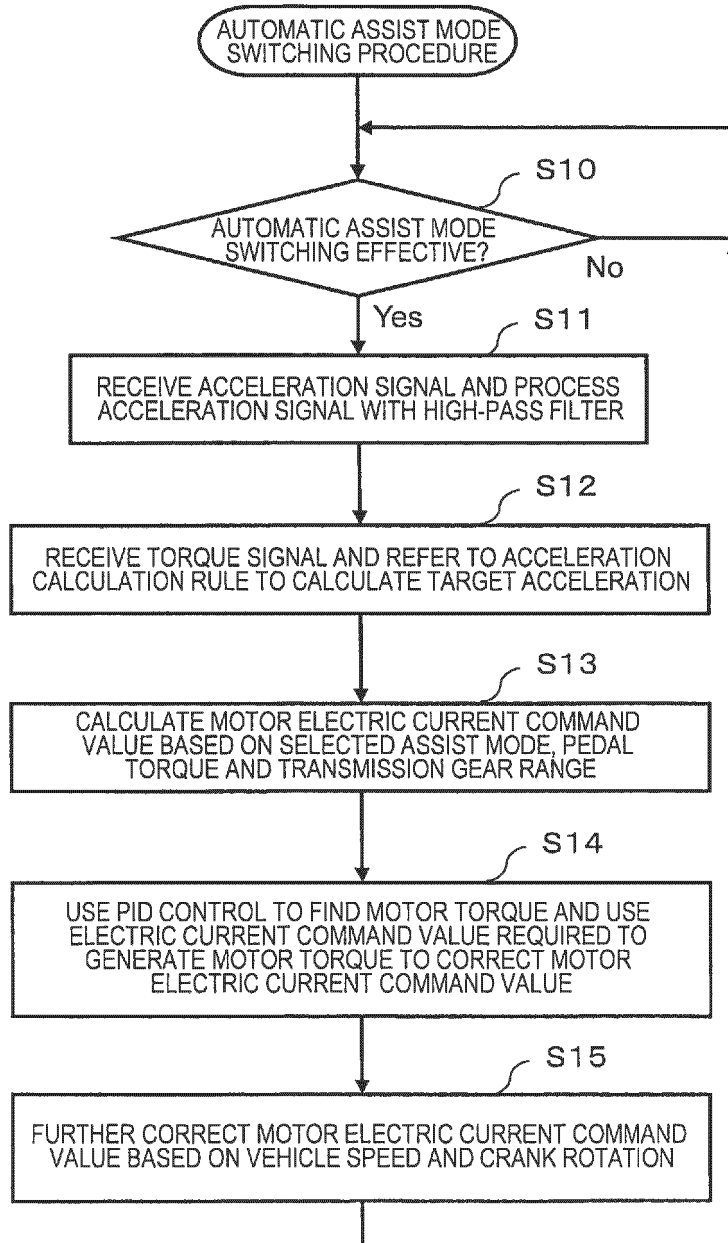 AUTOMATIC ASSIST MODE
SWITCHING PROCEDURE
S10
AUTOMATIC ASSIST MODE
SWITCHING EFFECTIVE?
No
Yes
S11
RECEIVE ACCELERATION SIGNAL AND PROCESS
ACCELERATION SIGNAL WITH HIGH-PASS FILTER
S12
RECEIVE TORQUE SIGNAL AND REFER TO ACCELERATION
CALCULATION RULE TO CALCULATE TARGET ACCELERATION
S13
CALCULATE MOTOR ELECTRIC CURRENT COMMAND
VALUE BASED ON SELECTED ASSIST MODE, PEDAL
TORQUE AND TRANSMISSION GEAR RANGE
S14
USE PID CONTROL TO FIND MOTOR TORQUE AND USE
ELECTRIC CURRENT COMMAND VALUE REQUIRED TO
GENERATE MOTOR TORQUE TO CORRECT MOTOR
ELECTRIC CURRENT COMMAND VALUE
S15
FURTHER CORRECT MOTOR ELECTRIC CURRENT COMMAND
VALUE BASED ON VEHICLE SPEED AND CRANK ROTATION